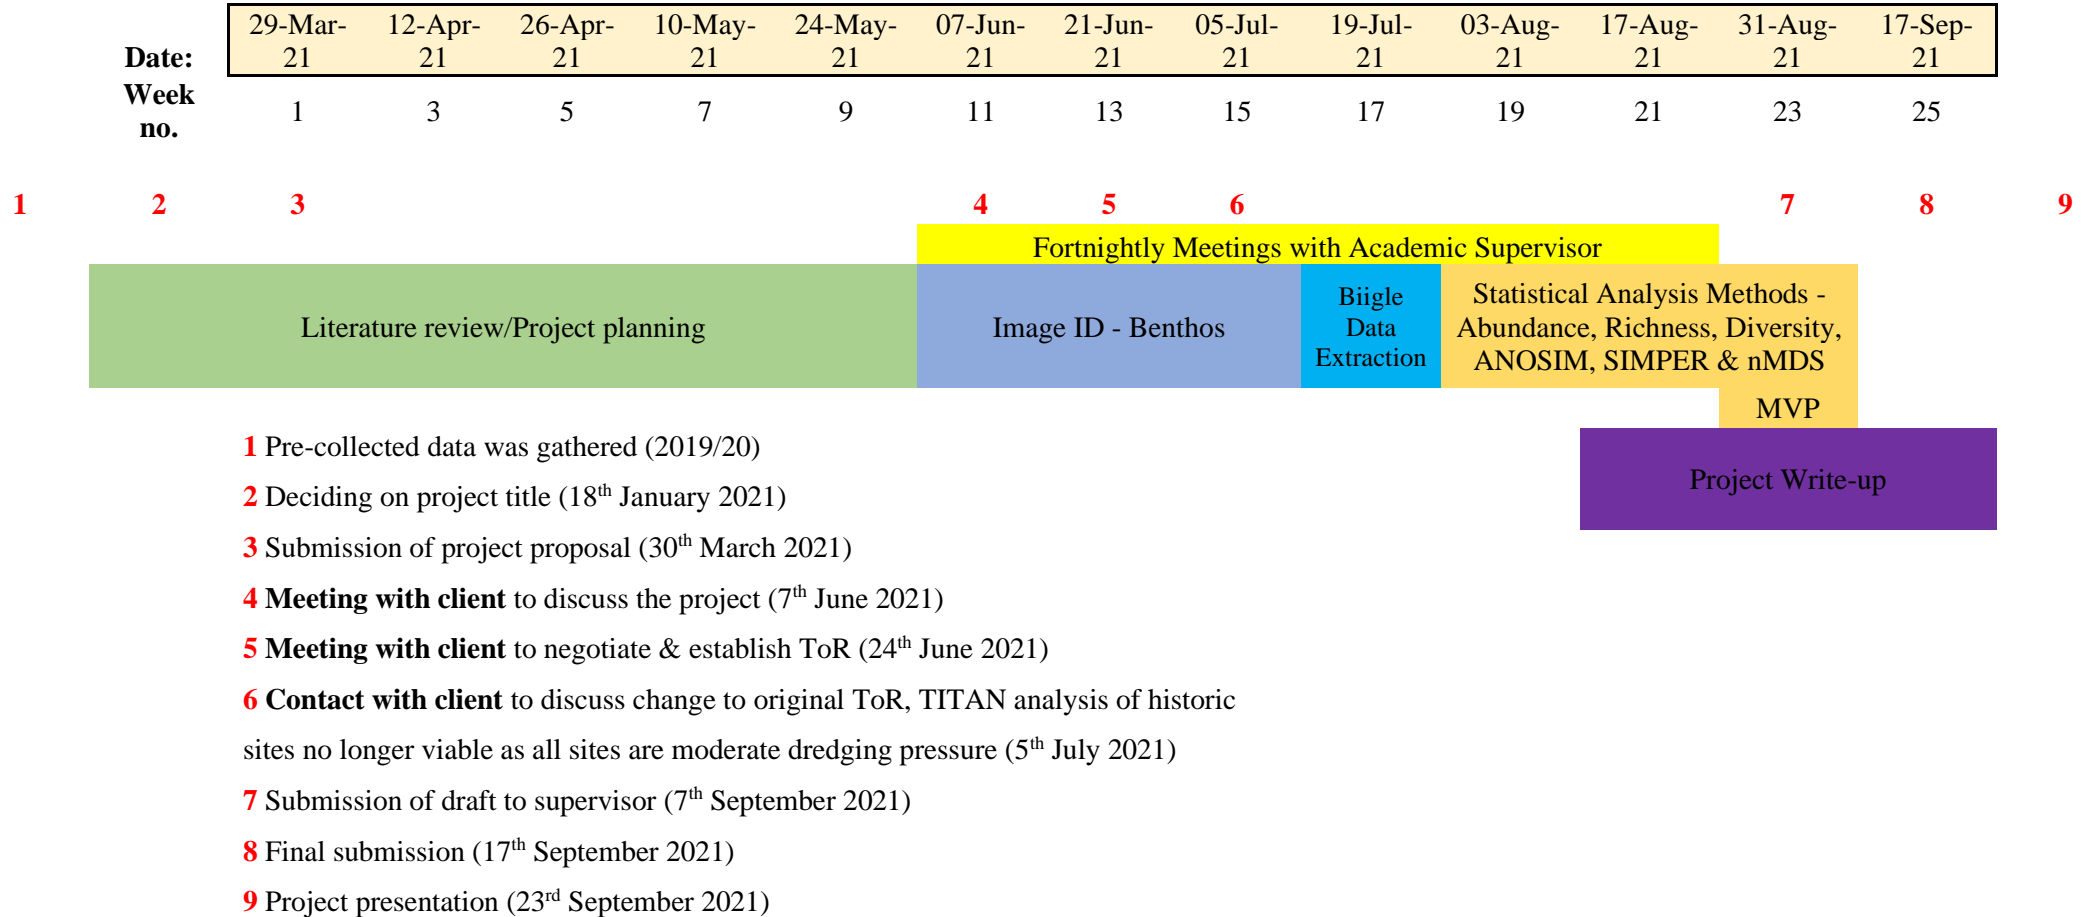 29-Mar- 12-Apr- 26-Apr- 10-May- 24-May- 07-Jun- 21-Jun- 05-Jul- 19-Jul- 03-Aug- 17-Aug- 31-Aug- 17-Sep-
Date: 21 21 21 21 21 21 21 21 21 21 21 21 21
Week
no. 1 3 5 7 9 11 13 15 17 19 21 23 25
1 2 3 4 5 6 7 8 9
Fortnightly Meetings with Academic Supervisor
Literature review/Project planning
Image ID - Benthos
Biigle
Data
Extraction
Statistical Analysis Methods -
Abundance, Richness, Diversity,
ANOSIM, SIMPER & nMDS
MVP
Project Write-up
1 Pre-collected data was gathered (2019/20)
2 Deciding on project title (18th January 2021)
3 Submission of project proposal (30th March 2021)
4 Meeting with client to discuss the project (7th June 2021)
5 Meeting with client to negotiate & establish ToR (24th June 2021)
6 Contact with client to discuss change to original ToR, TITAN analysis of historic
sites no longer viable as all sites are moderate dredging pressure (5th July 2021)
7 Submission of draft to supervisor (7th September 2021)
8 Final submission (17th September 2021)
9 Project presentation (23rd September 2021)